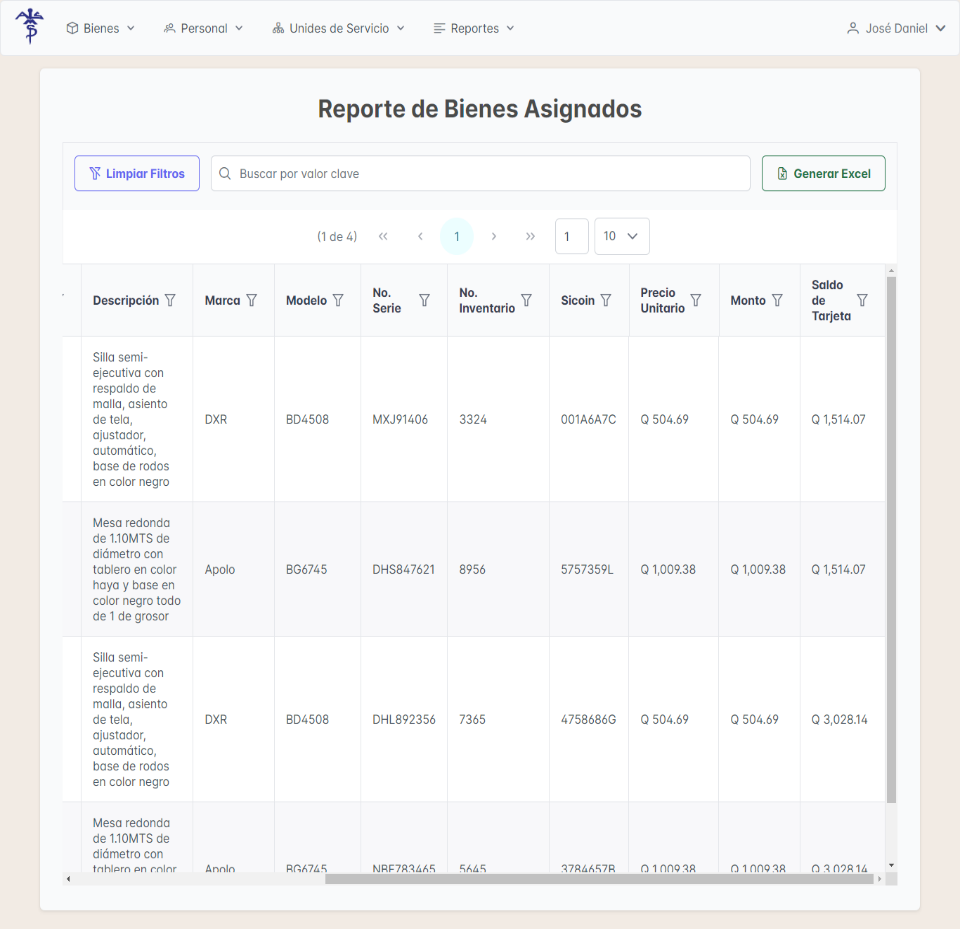 Bienes
Personal
Unides de Servicio
Reportes
José Daniel
Reporte de Bienes Asignados
Limpiar Filtros
Buscar por valor clave
Generar Excel
(1 de 4)
1
1
10
Descripción
Marca
Modelo
No.
Serie
No.
Inventario
Sicoin
Precio
Unitario
Monto
Saldo
de
Tarjeta
Silla semi-
ejecutiva con
respaldo de
malla, asiento
de tela,
ajustador,
automático,
base de rodos
en color negro
DXR
BD4508
MXJ91406
3324
001A6A7C
Q 504.69
Q 504.69
Q 1,514.07
Mesa redonda
de 1.10MTS de
diámetro con
tablero en color
haya y base en
color negro todo
de 1 de grosor
Apolo
BG6745
DHS847621
8956
5757359L
Q 1,009.38
Q 1,009.38
Q 1,514.07
Silla semi-
ejecutiva con
respaldo de
malla, asiento
de tela,
ajustador,
automático,
base de rodos
en color negro
DXR
BD4508
DHL892356
7365
4758686G
Q 504.69
Q 504.69
Q 3,028.14
Mesa redonda
de 1.10MTS de
diámetro con
tablero en color
Apolo
BG6745
NBF783465
5645
3784657B
Q 1,009.38
Q 1,009.38
Q 3,028.14